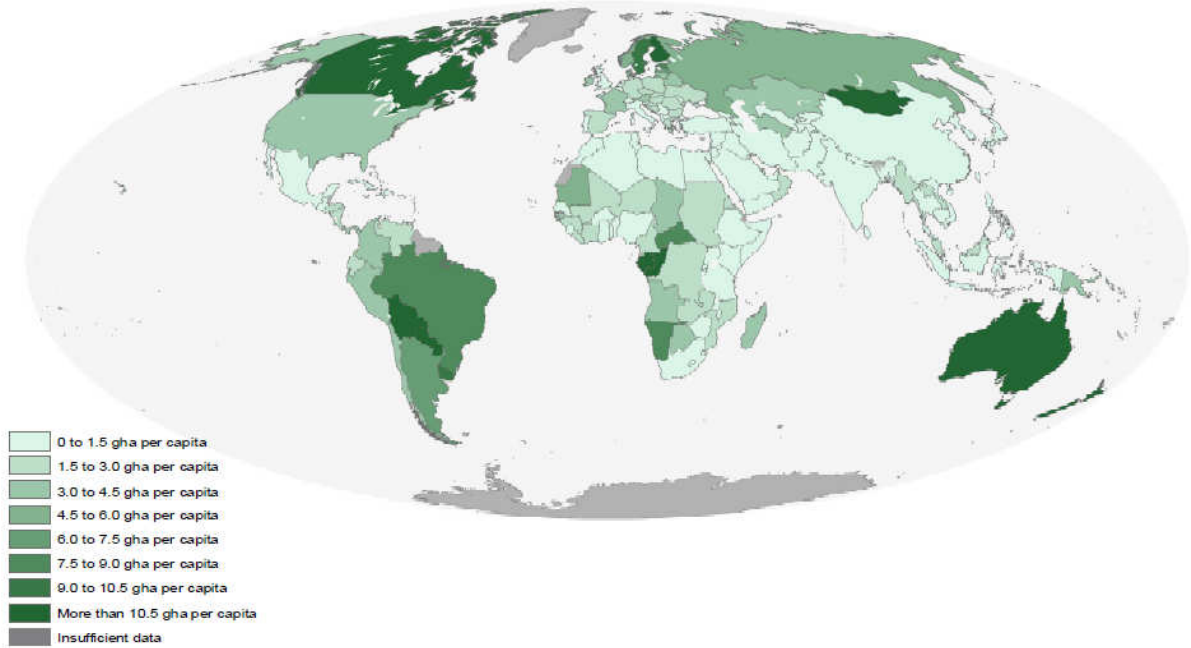 0 to 1.5 gha per capita
1.5 to 3.0 gha per capita
3.0 to 4.5 gha per capita
4.5 to 6.0 gha per capita
6.0 to 7.5 gha per capita
7.5 to 9.0 gha per capita
9.0 to 10.5 gha per capita
More than 10.5 gha per capita
Insufficient data